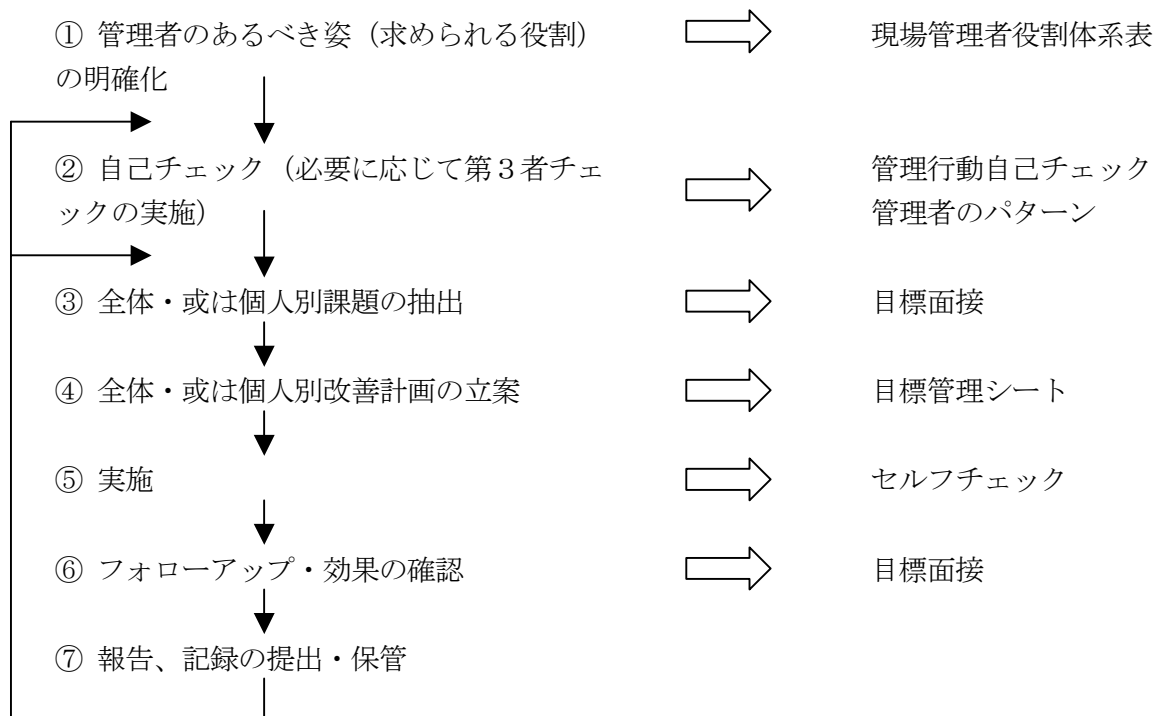 ① 管理者のあるべき姿(求められる役割)
の明確化
現場管理者役割体系表
② 自己チェック(必要に応じて第3者チェ
ックの実施)
管理行動自己チェック
管理者のパターン
③ 全体・或は個人別課題の抽出
目標面接
④ 全体・或は個人別改善計画の立案
目標管理シート
⑤ 実施
セルフチェック
⑥ フォローアップ・効果の確認
目標面接
⑦ 報告、記録の提出・保管